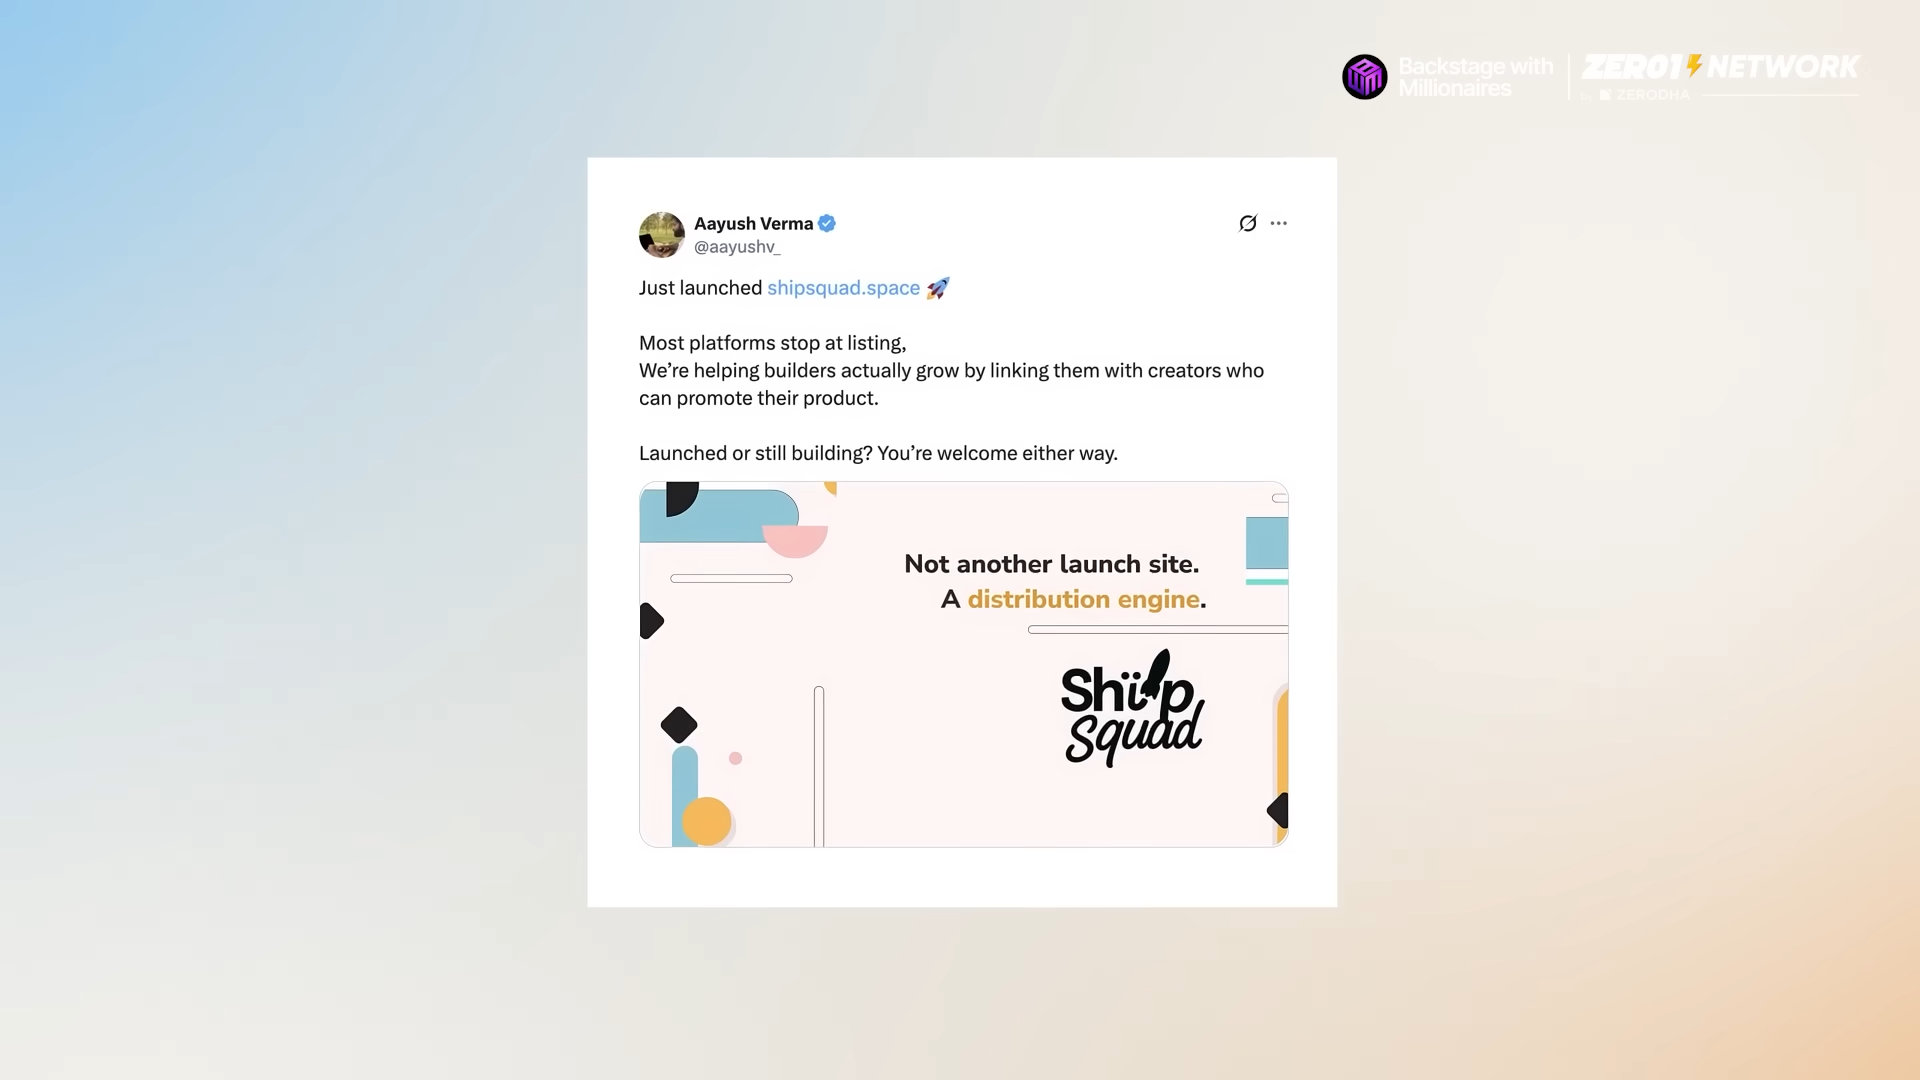 Backstage with
Millionaires
ZERO1 NETWORK
by ZERODHA
Aayush Verma
@aayushv_
Just launched shipsquad.space 🚀
Most platforms stop at listing,
We're helping builders actually grow by linking them with creators who
can promote their product.
Launched or still building? You're welcome either way.
Not another launch site.
A distribution engine.
Ship
Squad